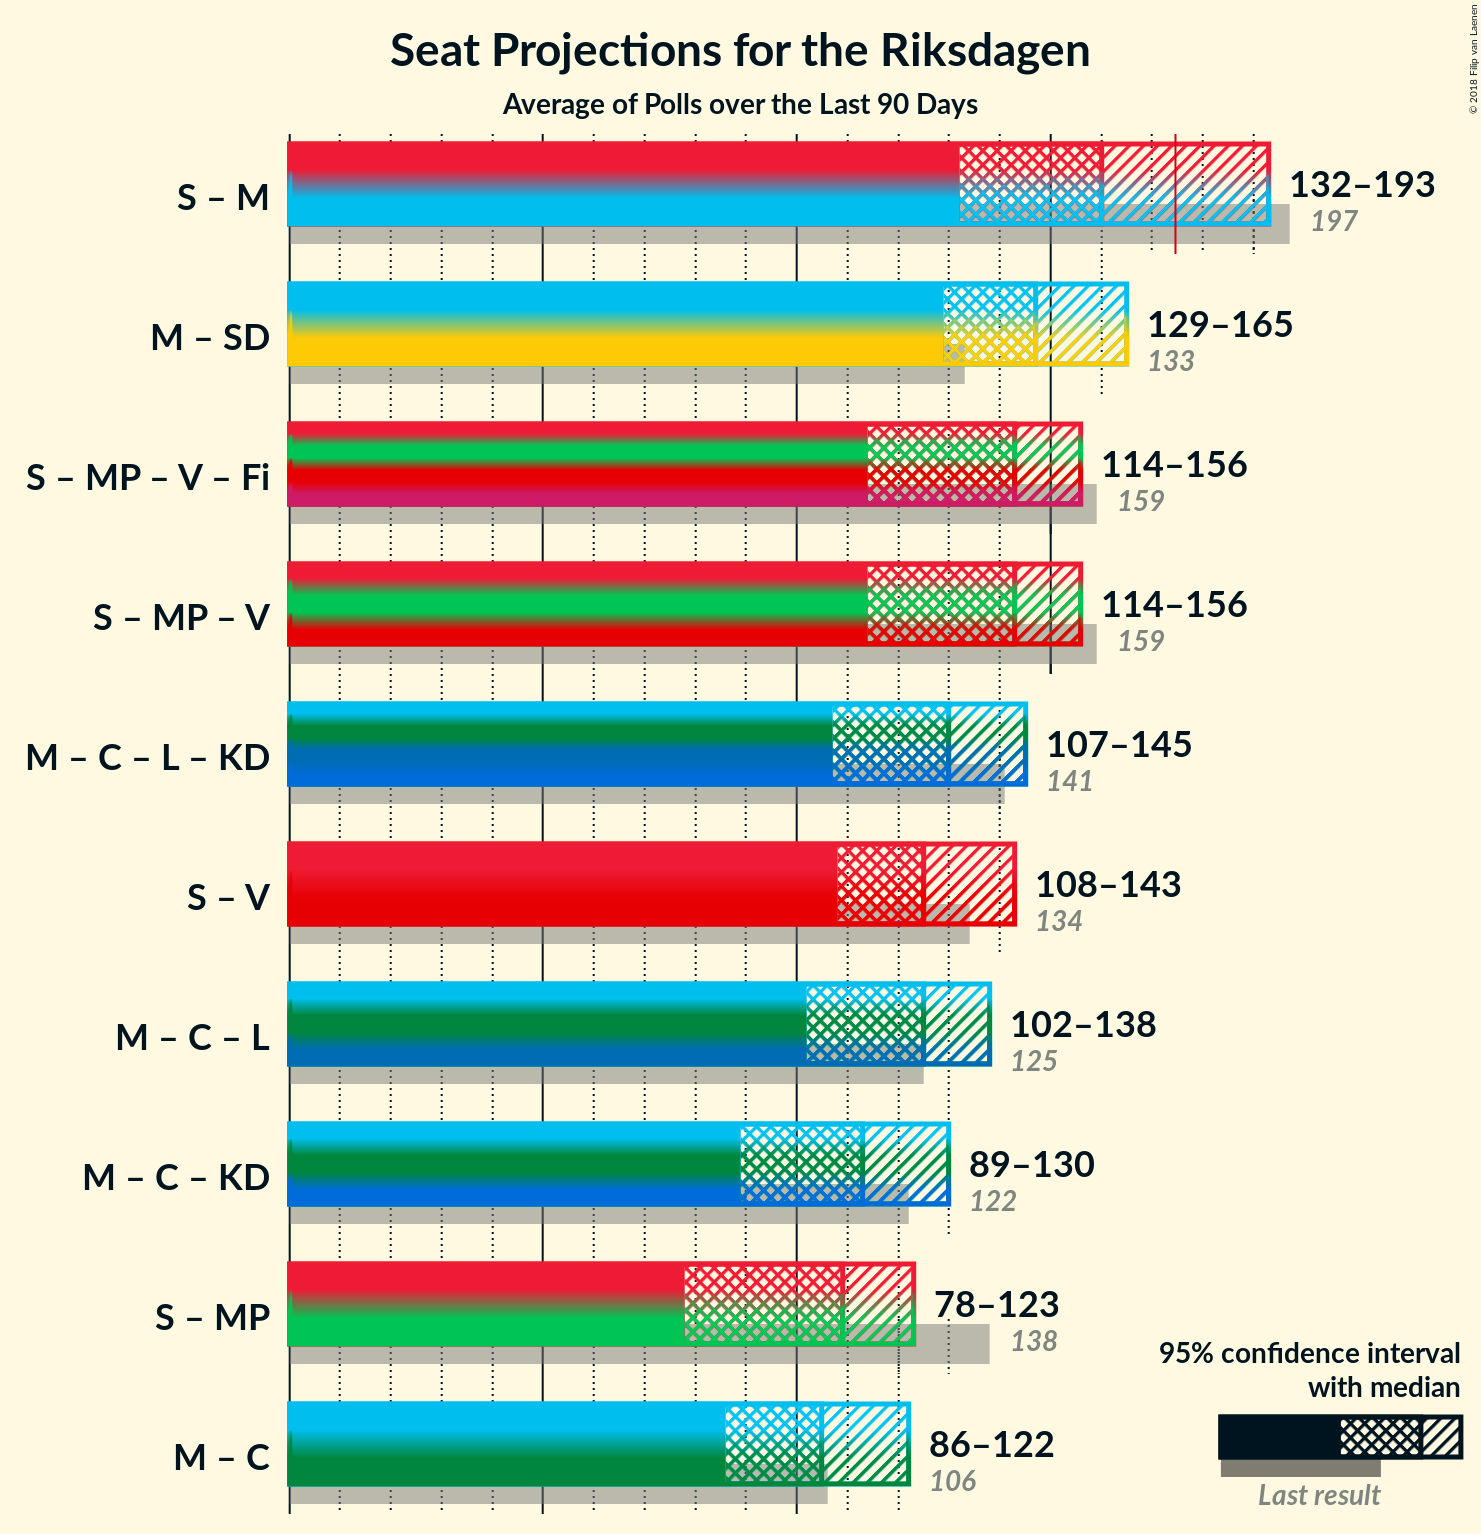 Seat Projections for the Riksdagen
Average of Polls over the Last 90 Days
© 2018 Filip van Laenen
S – M
132–193
197
M – SD
129–165
133
S – MP – V – Fi
114–156
159
S – MP – V
114–156
159
M – C – L – KD
107–145
141
S – V
108–143
134
M – C – L
102–138
125
M – C – KD
89–130
122
S – MP
78–123
138
M – C
86–122
106
95% confidence interval
with median
Last result